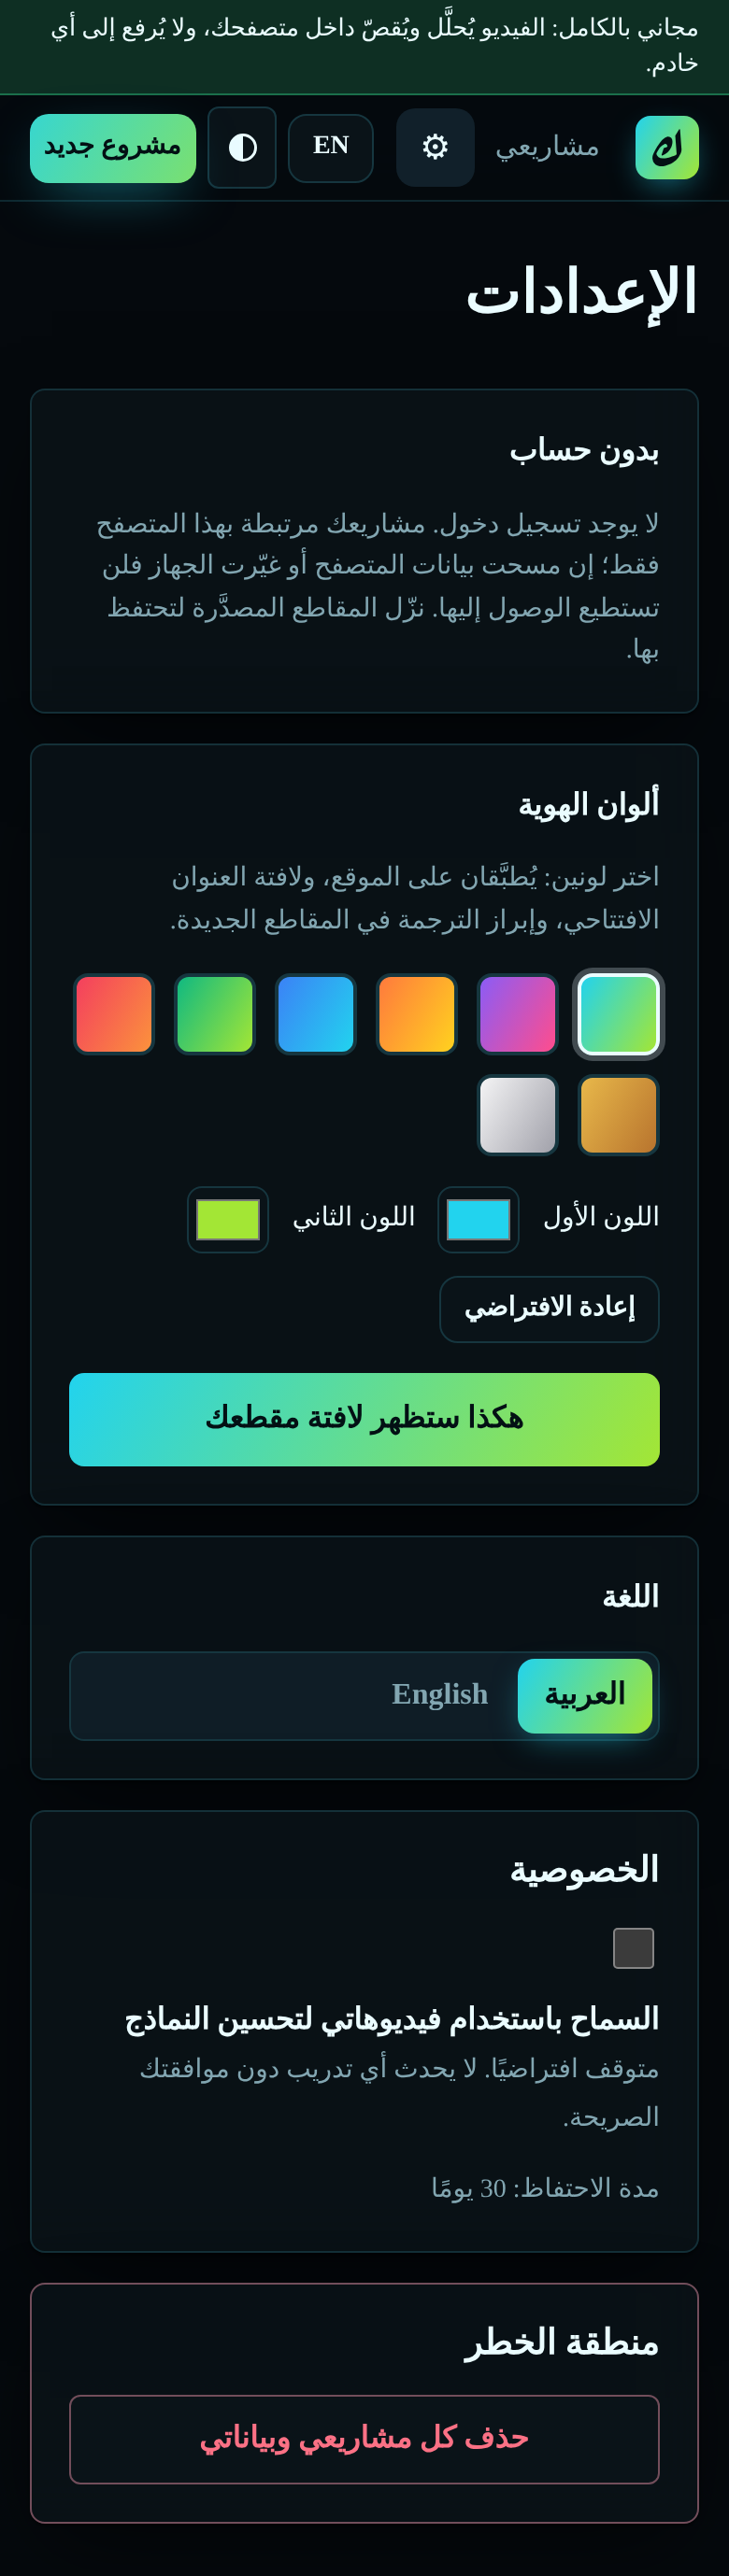 مجاني بالكامل: الفيديو يُحلَّل ويُقصّ داخل متصفحك، ولا يُرفع إلى أي
خادم.
ك
مشاريعي
EN
مشروع جديد
الإعدادات
بدون حساب
لا يوجد تسجيل دخول. مشاريعك مرتبطة بهذا المتصفح
فقط؛ إن مسحت بيانات المتصفح أو غيّرت الجهاز فلن
تستطيع الوصول إليها. نزّل المقاطع المصدَّرة لتحتفظ
بها.
ألوان الهوية
اختر لونين: يُطبَّقان على الموقع، ولافتة العنوان
الافتتاحي، وإبراز الترجمة في المقاطع الجديدة.
اللون الأول
اللون الثاني
إعادة الافتراضي
هكذا ستظهر لافتة مقطعك
اللغة
العربية
English
الخصوصية
السماح باستخدام فيديوهاتي لتحسين النماذج
متوقف افتراضيًا. لا يحدث أي تدريب دون موافقتك
الصريحة.
مدة الاحتفاظ: 30 يومًا
منطقة الخطر
حذف كل مشاريعي وبياناتي